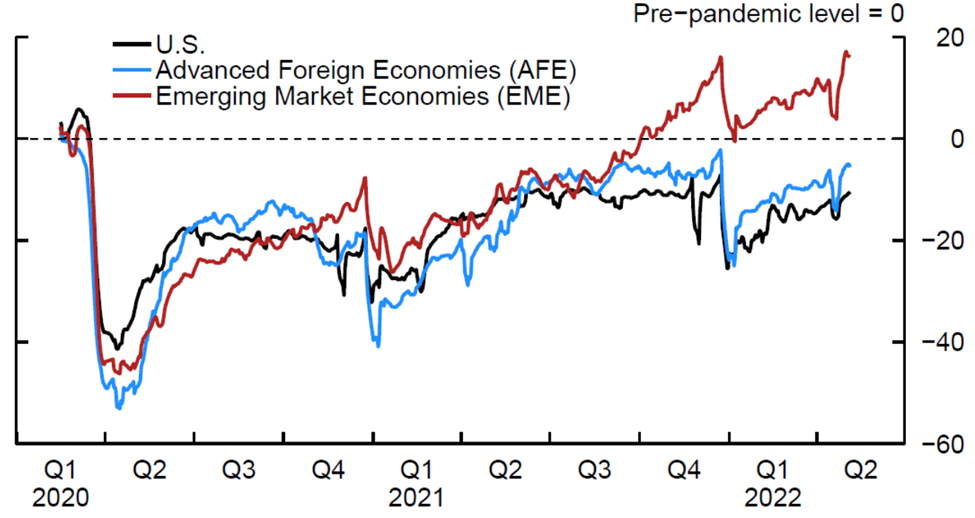 Pre−pandemic level = 0
U.S.
Advanced Foreign Economies (AFE)
Emerging Market Economies (EME)
20
0
−20
−40
−60
Q1 Q2 Q3 Q4 Q1 Q2 Q3 Q4 Q1 Q2
2020 2021 2022